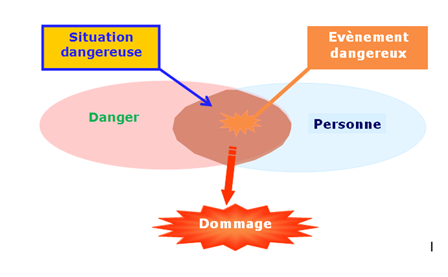 Situation
dangereuse
Evènement
dangereux
Danger
Personne
Dommage